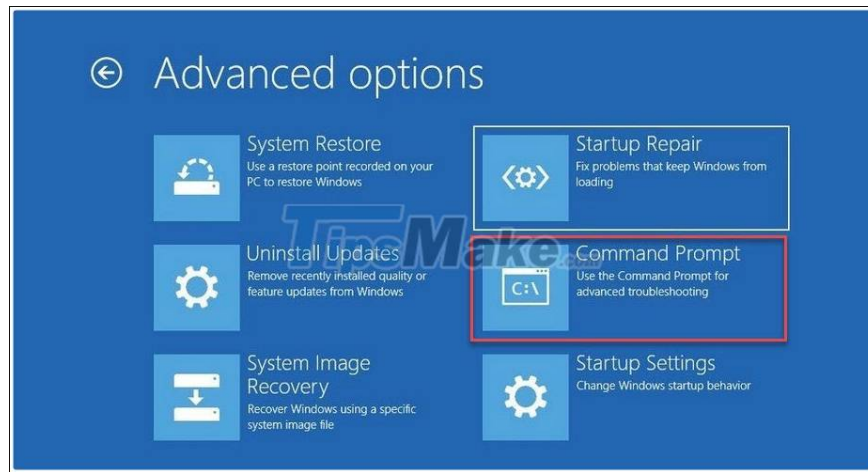 Advanced options
System Restore
Use a restore point recorded on your
PC to restore Windows
Startup Repair
Fix problems that keep Windows from
loading
Uninstall Updates
Remove recently installed quality or
feature updates from Windows
C:\
Command Prompt
Use the Command Prompt for
advanced troubleshooting
System Image
Recovery
Recover Windows using a specific
system image file
Startup Settings
Change Windows startup behavior
TipsMake.com